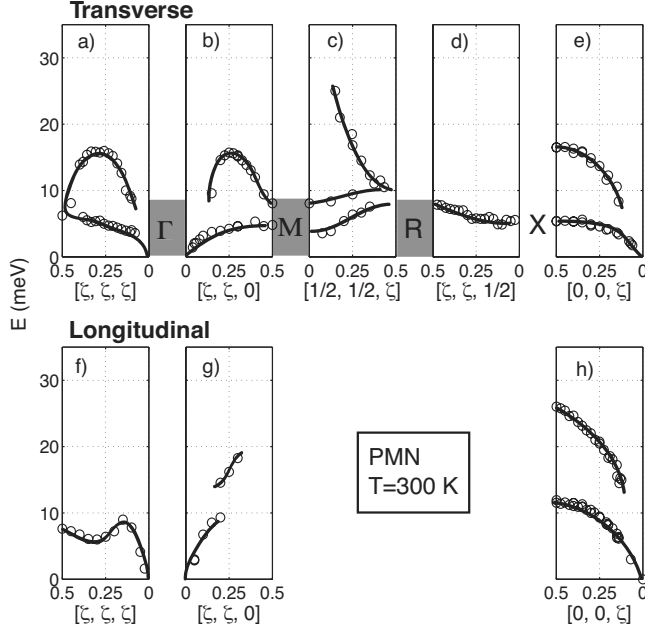 Transverse
a) b) c) d) e)
30
20
10
0
Γ M R X
0.5 0.25 0 0 0.25 0.5 0 0.25 0.5 0.5 0.25 0 0.5 0.25 0
[ζ, ζ, ζ] [ζ, ζ, 0] [1/2, 1/2, ζ] [ζ, ζ, 1/2] [0, 0, ζ]
E (meV)
Longitudinal
f) g) h)
30
20
10
0
PMN
T=300 K
0.5 0.25 0 0 0.25 0.5 0.5 0.25 0
[ζ, ζ, ζ] [ζ, ζ, 0] [0, 0, ζ]